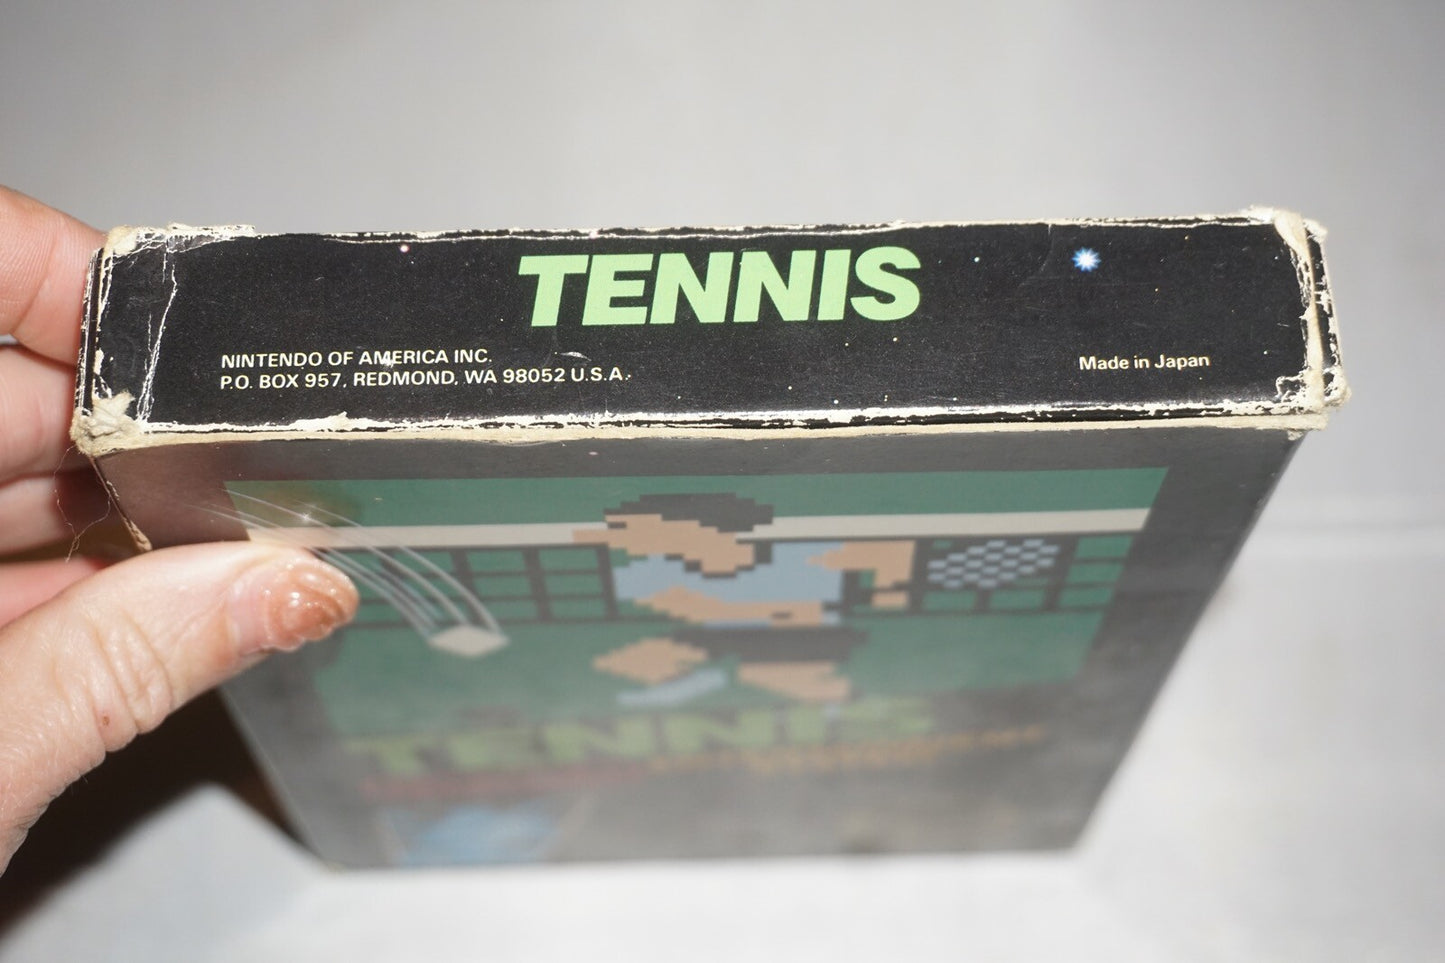 TENNIS
NINTENDO OF AMERICA INC.
P.O. BOX 957, REDMOND, WA 98052 U.S.A.
Made in Japan
TENNIS